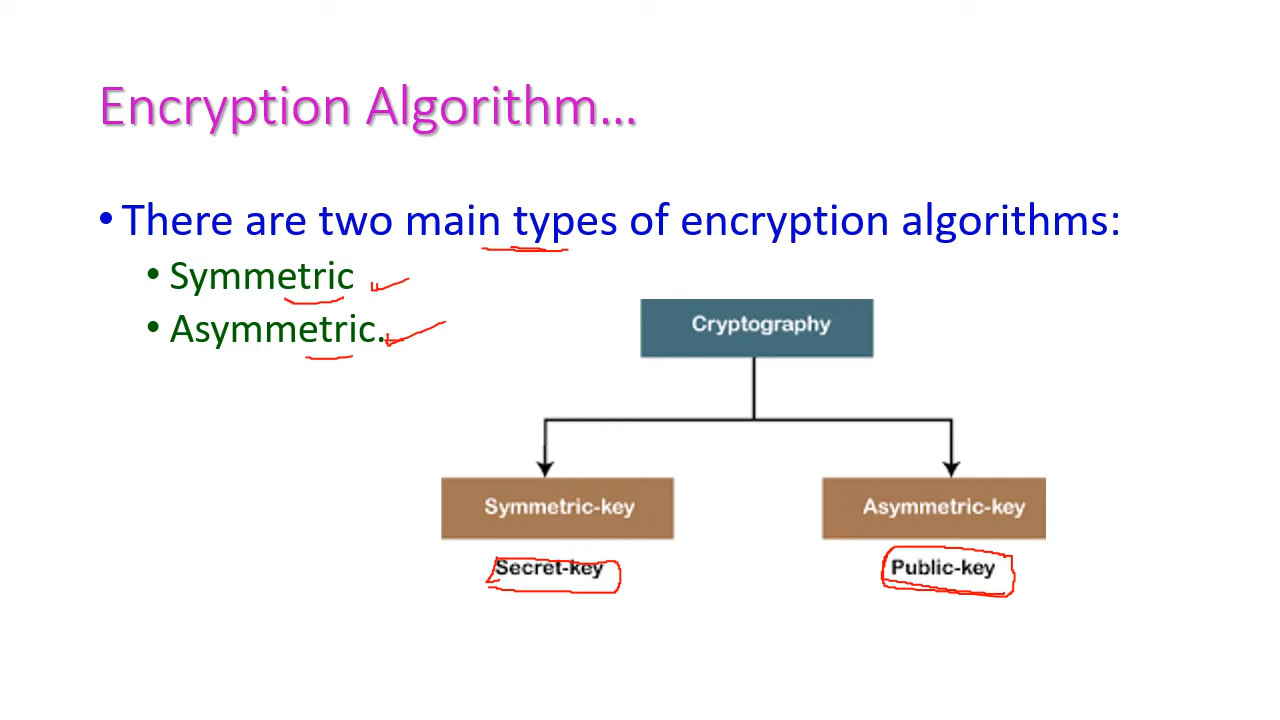 Encryption Algorithm...
• There are two main types of encryption algorithms:
• Symmetric
• Asymmetric.
Cryptography
Symmetric-key
Asymmetric-key
Secret-key
Public-key